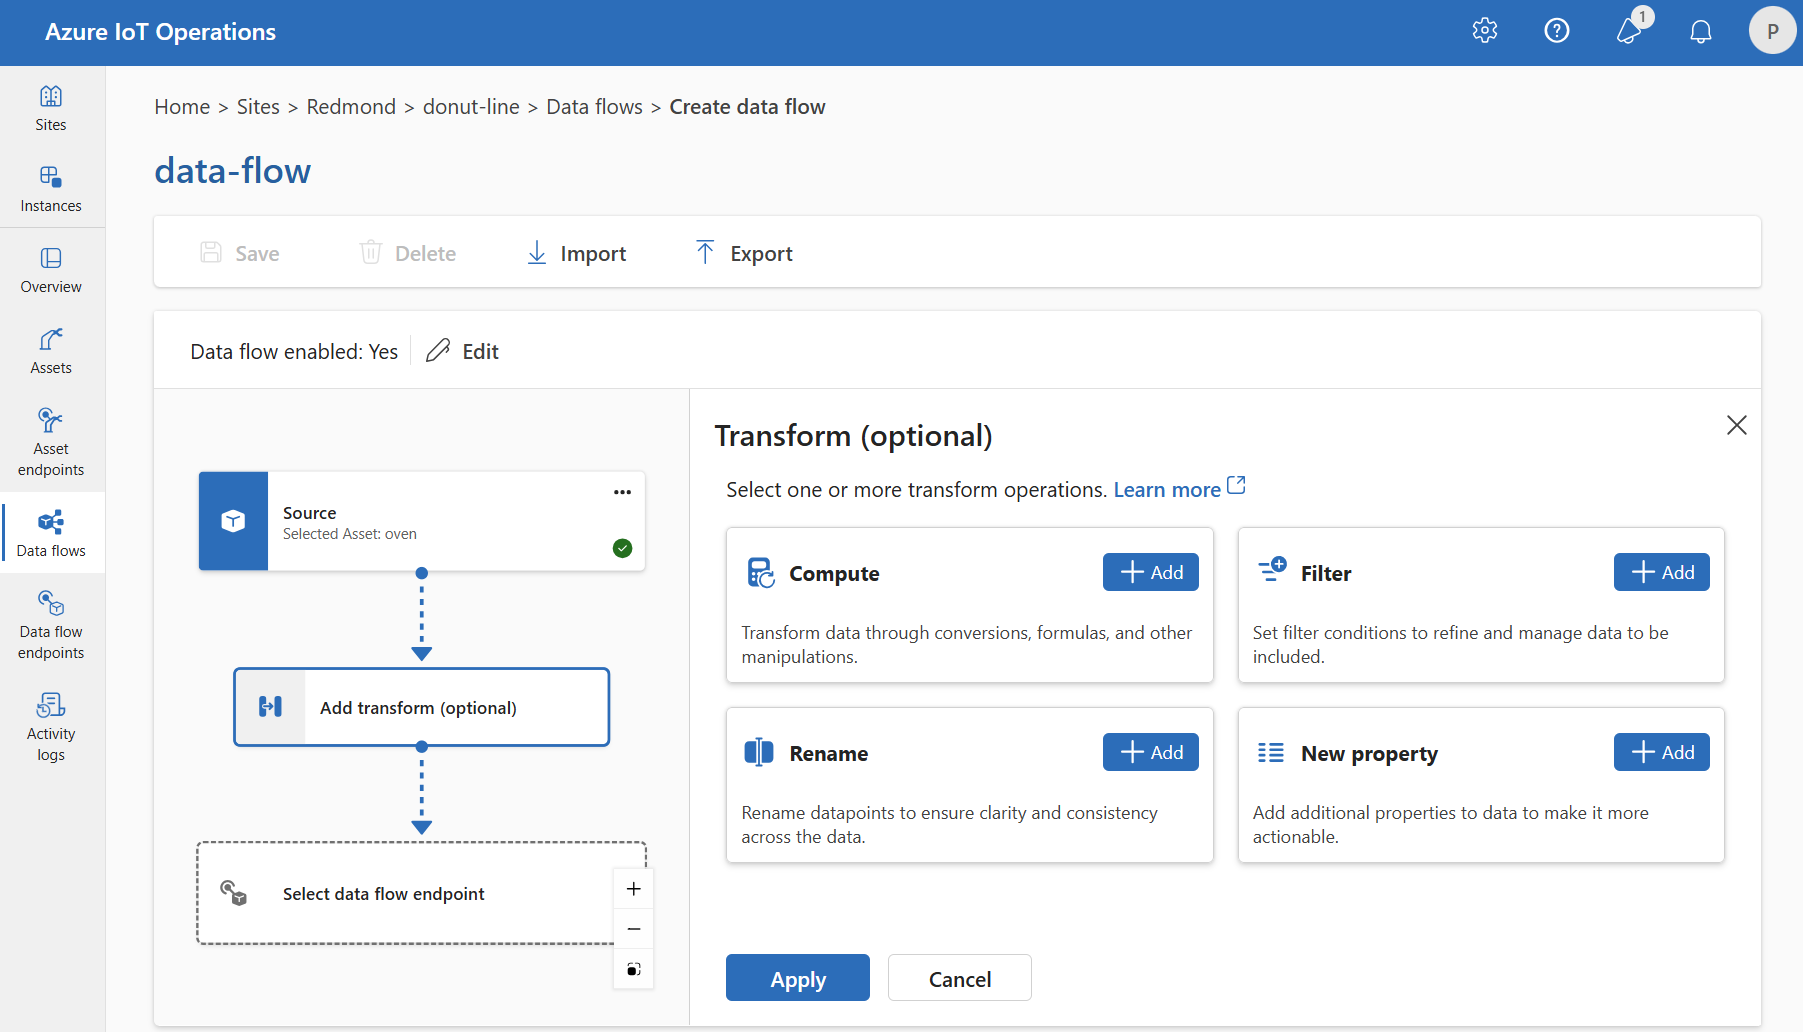 Azure IoT Operations
1
P
Sites
Instances
Overview
Assets
Asset
endpoints
Data flows
Data flow
endpoints
Activity
logs
Home > Sites > Redmond > donut-line > Data flows > Create data flow
data-flow
Save
Delete
Import
Export
Data flow enabled: Yes
Edit
Source
Selected Asset: oven
Add transform (optional)
Select data flow endpoint
Transform (optional)
Select one or more transform operations. Learn more
Compute
Add
Transform data through conversions, formulas, and other
manipulations.
Filter
Add
Set filter conditions to refine and manage data to be
included.
Rename
Add
Rename datapoints to ensure clarity and consistency
across the data.
New property
Add
Add additional properties to data to make it more
actionable.
Apply
Cancel